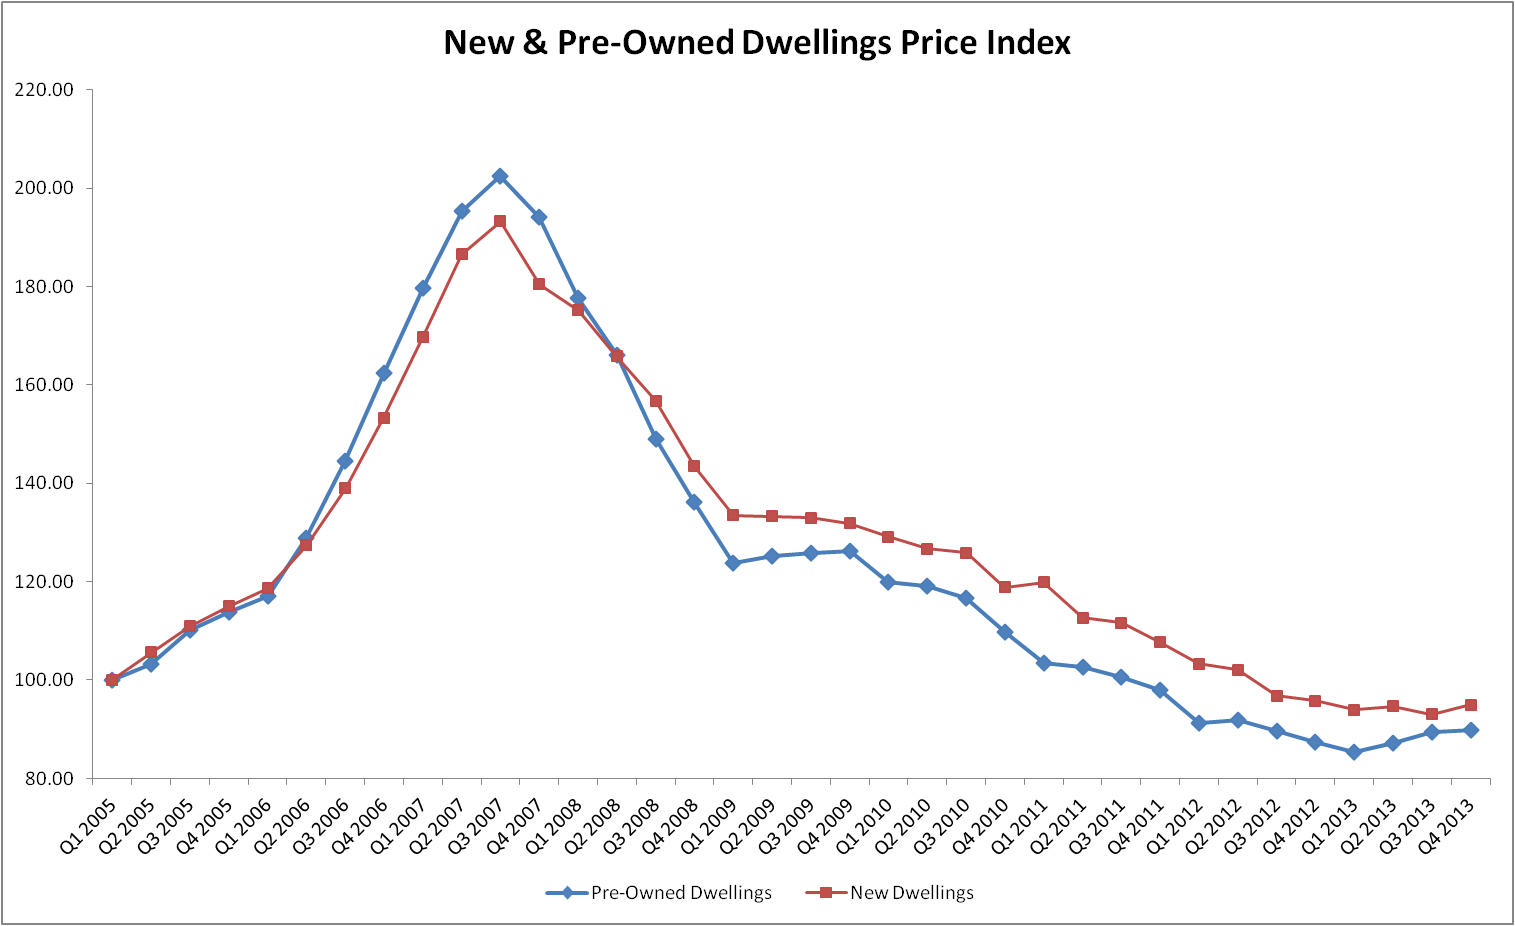 New & Pre-Owned Dwellings Price Index
220.00
200.00
180.00
160.00
140.00
120.00
100.00
80.00
Q1 2005
Q2 2005
Q3 2005
Q4 2005
Q1 2006
Q2 2006
Q3 2006
Q4 2006
Q1 2007
Q2 2007
Q3 2007
Q4 2007
Q1 2008
Q2 2008
Q3 2008
Q4 2008
Q1 2009
Q2 2009
Q3 2009
Q4 2009
Q1 2010
Q2 2010
Q3 2010
Q4 2010
Q1 2011
Q2 2011
Q3 2011
Q4 2011
Q1 2012
Q2 2012
Q3 2012
Q4 2012
Q1 2013
Q2 2013
Q3 2013
Q4 2013
Pre-Owned Dwellings
New Dwellings